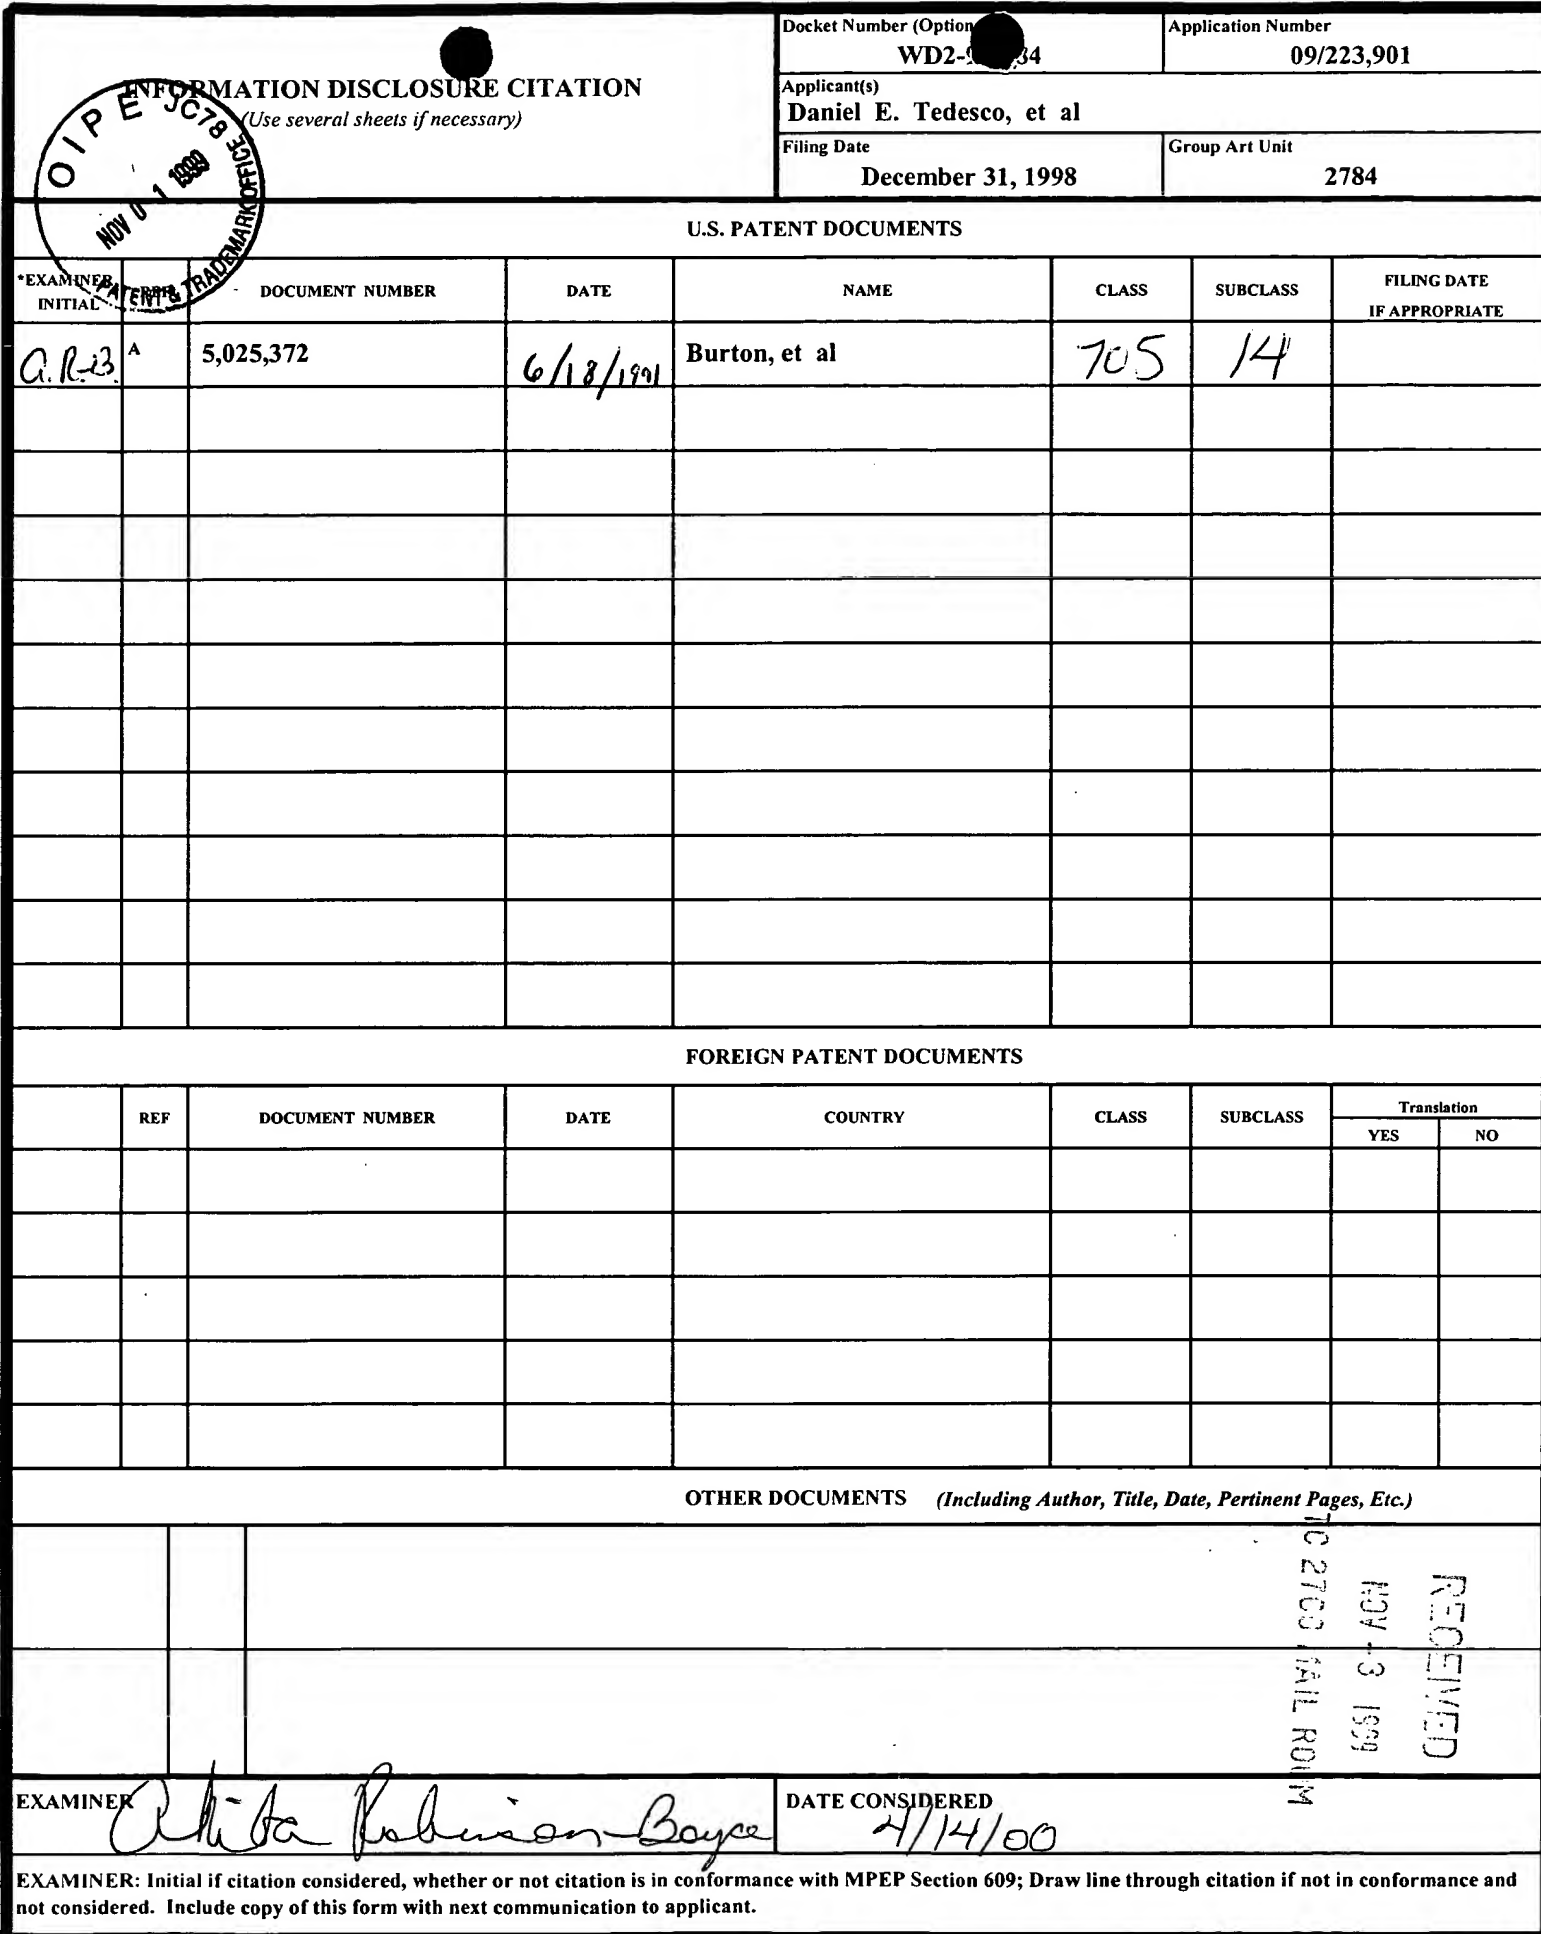 INFORMATION DISCLOSURE CITATION
(Use several sheets if necessary)
Docket Number (Option
WD2- 34
Application Number
09/223,901
Applicant(s)
Daniel E. Tedesco, et al
Filing Date
December 31, 1998
Group Art Unit
2784
OIPE JC78
NOV 01 1999
PATENT & TRADEMARK OFFICE
U.S. PATENT DOCUMENTS
*EXAMINER INITIAL DOCUMENT NUMBER DATE NAME CLASS SUBCLASS FILING DATE IF APPROPRIATE
A.R-B. A 5,025,372 6/18/1991 Burton, et al 705 14
FOREIGN PATENT DOCUMENTS
REF DOCUMENT NUMBER DATE COUNTRY CLASS SUBCLASS Translation
YES NO
OTHER DOCUMENTS (Including Author, Title, Date, Pertinent Pages, Etc.)
RECEIVED
NOV -3 1999
TC 2700 MAIL ROOM
EXAMINER Akiba Robinson-Boyce DATE CONSIDERED 4/14/00
EXAMINER: Initial if citation considered, whether or not citation is in conformance with MPEP Section 609; Draw line through citation if not in conformance and
not considered. Include copy of this form with next communication to applicant.